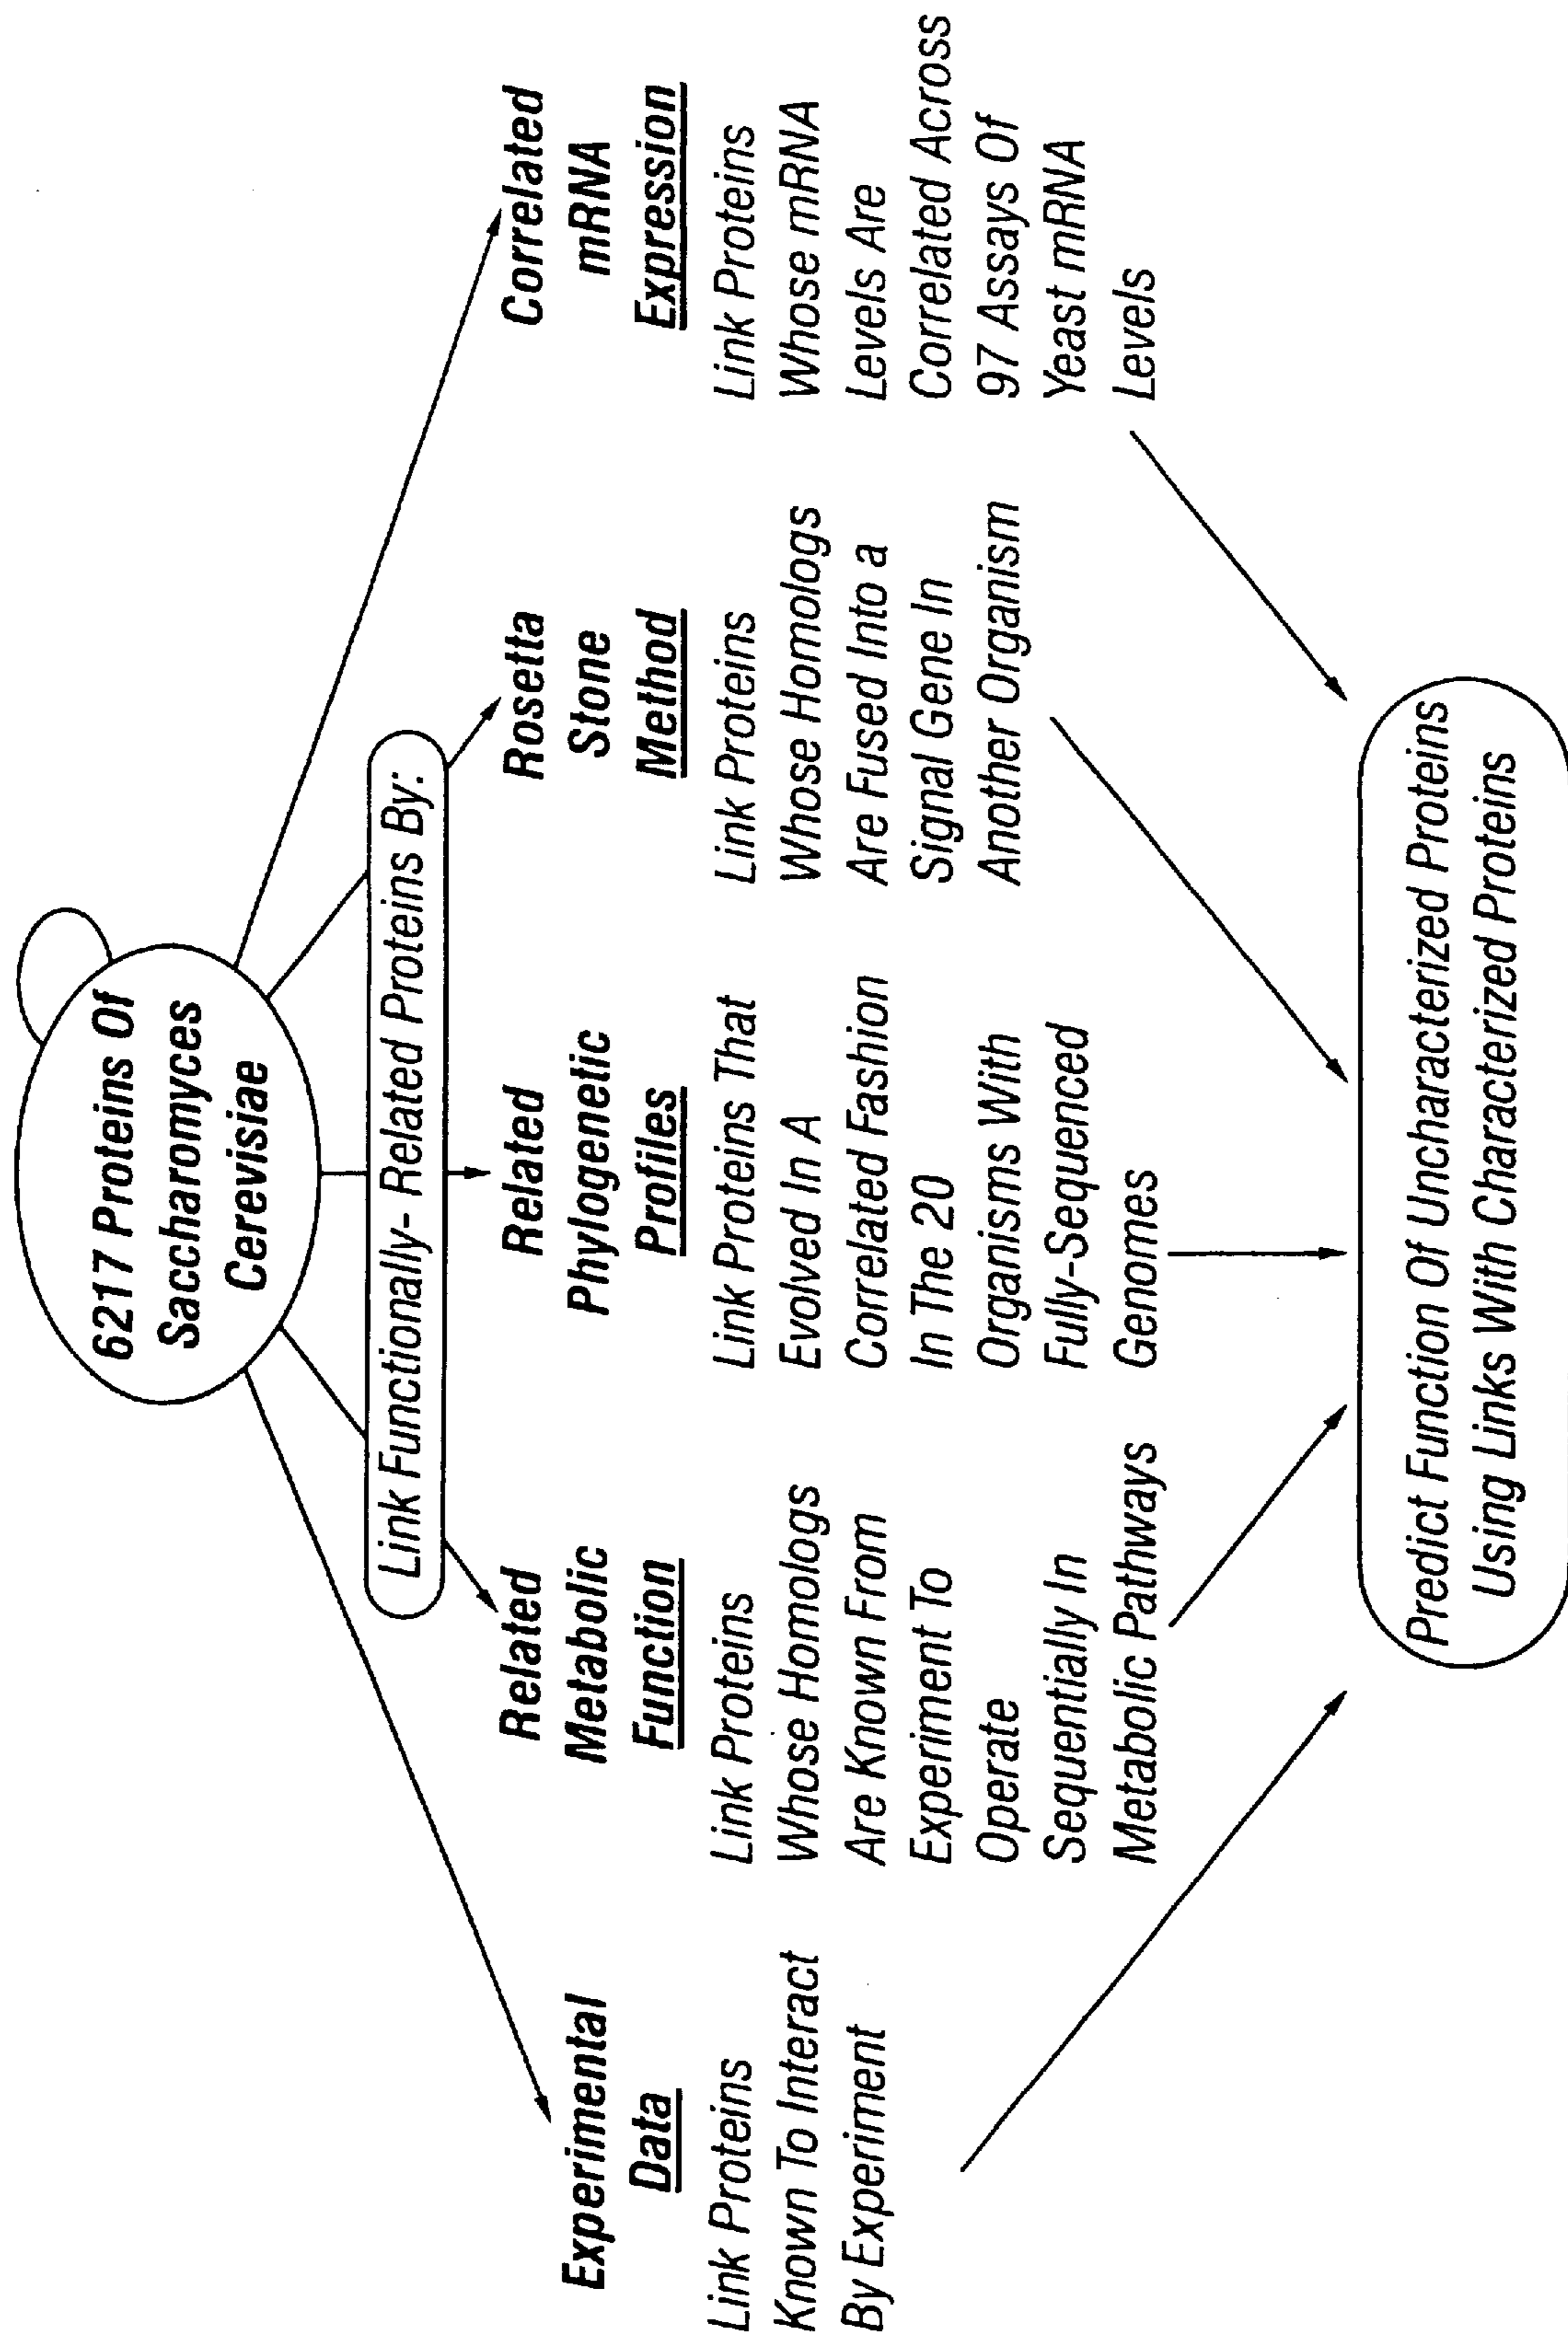 6217 Proteins Of
Saccharomyces
Cerevisiae
Link Functionally- Related Proteins By:
Experimental
Data
Link Proteins
Known To Interact
By Experiment
Related
Metabolic
Function
Link Proteins
Whose Homologs
Are Known From
Experiment To
Operate
Sequentially In
Metabolic Pathways
Related
Phylogenetic
Profiles
Link Proteins That
Evolved In A
Correlated Fashion
In The 20
Organisms With
Fully-Sequenced
Genomes
Rosetta
Stone
Method
Link Proteins
Whose Homologs
Are Fused Into a
Signal Gene In
Another Organism
Correlated
mRNA
Expression
Link Proteins
Whose mRNA
Levels Are
Correlated Across
97 Assays Of
Yeast mRNA
Levels
Predict Function Of Uncharacterized Proteins
Using Links With Characterized Proteins